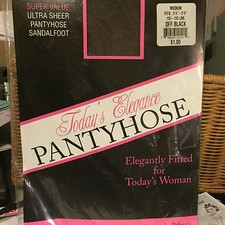 SUPER VALUE
ULTRA SHEER
PANTYHOSE
SANDALFOOT
MEDIUM
OFF BLACK
$1.00
Today's Elegance
PANTYHOSE
Elegantly Fitted
for
Today's Woman